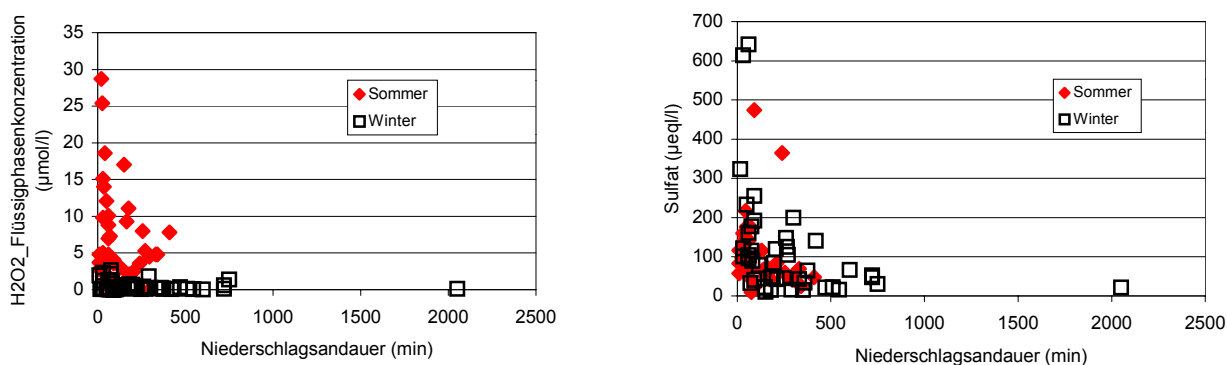 H2O2_Flüssigphasenkonzentration
(µmol/l)
35
30
25
20
15
10
5
0
Sommer
Winter
0 500 1000 1500 2000 2500
Niederschlagsandauer (min)
Sulfat (µeql/l)
700
600
500
400
300
200
100
0
Sommer
Winter
0 500 1000 1500 2000 2500
Niederschlagsandauer (min)